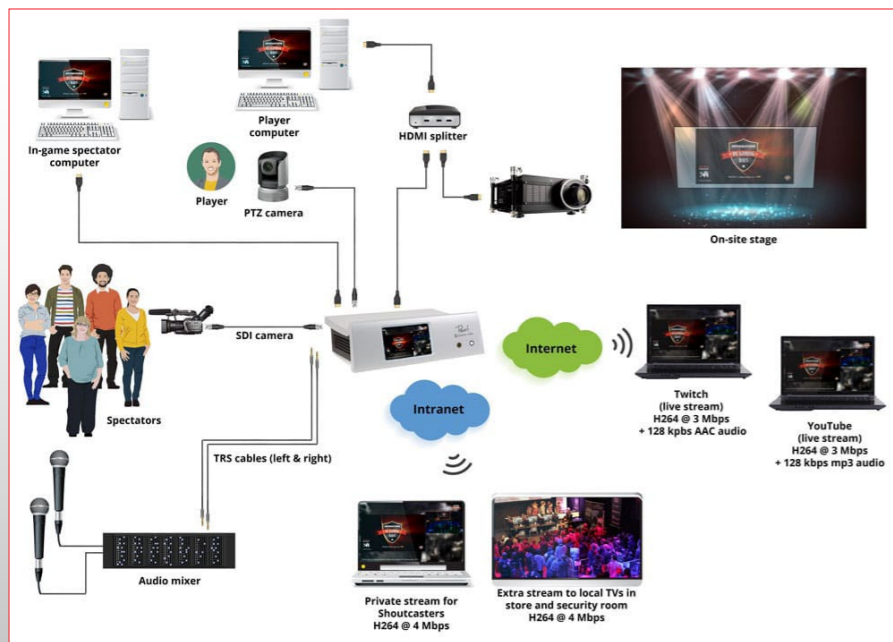 In-game spectator
computer
Player
computer
HDMI splitter
Player
PTZ camera
On-site stage
SDI camera
Spectators
Pearl
Internet
Intranet
TRS cables (left & right)
Twitch
(live stream)
H264 @ 3 Mbps
+ 128 kpbs AAC audio
YouTube
(live stream)
H264 @ 3 Mbps
+ 128 kbps mp3 audio
Audio mixer
Private stream for
Shoutcasters
H264 @ 4 Mbps
Extra stream to local TVs in
store and security room
H264 @ 4 Mbps